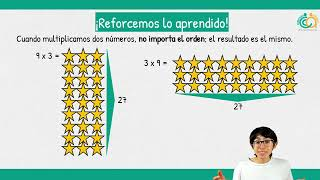 ¡Reforcemos lo aprendido!
Cuando multiplicamos dos números, no importa el orden; el resultado es el mismo.
9 x 3 =
3 x 9 =
27
27